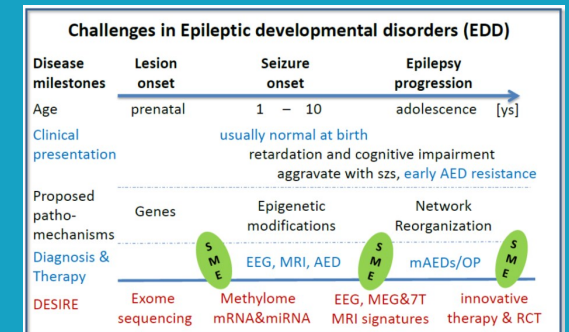 Challenges in Epileptic developmental disorders (EDD)
Disease milestones Lesion onset Seizure onset Epilepsy progression
Age prenatal 1 – 10 adolescence [ys]
Clinical presentation usually normal at birth
retardation and cognitive impairment
aggravate with szs, early AED resistance
Proposed patho-mechanisms Genes Epigenetic modifications Network Reorganization
Diagnosis & Therapy SME EEG, MRI, AED SME mAEDs/OP SME
DESIRE Exome sequencing Methylome mRNA&miRNA EEG, MEG&7T MRI signatures innovative therapy & RCT